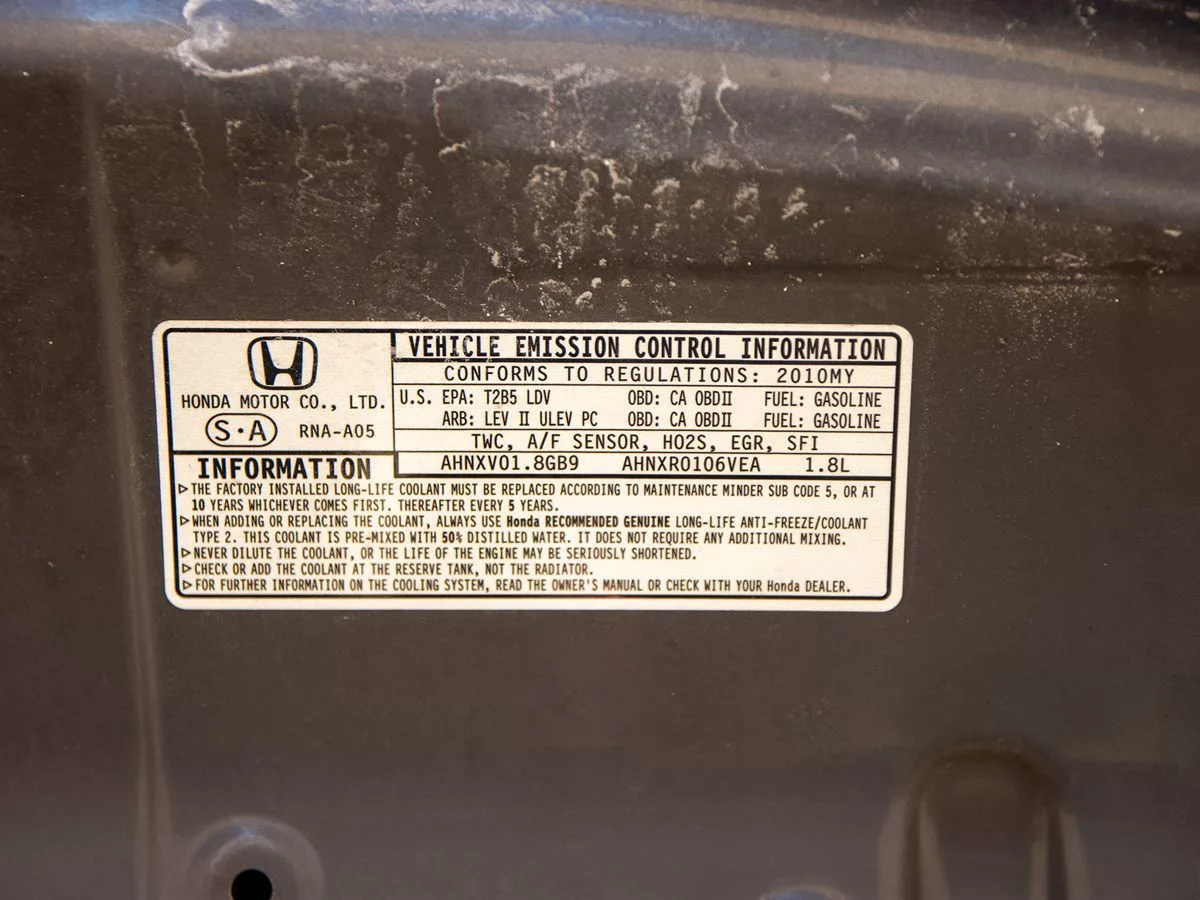 HONDA MOTOR CO., LTD.
S·A RNA-A05
VEHICLE EMISSION CONTROL INFORMATION
CONFORMS TO REGULATIONS: 2010MY
U.S. EPA: T2B5 LDV OBD: CA OBDII FUEL: GASOLINE
ARB: LEV II ULEV PC OBD: CA OBDII FUEL: GASOLINE
TWC, A/F SENSOR, HO2S, EGR, SFI
AHNXV01.8GB9 AHNXR0106VEA 1.8L
INFORMATION
▷THE FACTORY INSTALLED LONG-LIFE COOLANT MUST BE REPLACED ACCORDING TO MAINTENANCE MINDER SUB CODE 5, OR AT
10 YEARS WHICHEVER COMES FIRST. THEREAFTER EVERY 5 YEARS.
▷WHEN ADDING OR REPLACING THE COOLANT, ALWAYS USE Honda RECOMMENDED GENUINE LONG-LIFE ANTI-FREEZE/COOLANT
TYPE 2. THIS COOLANT IS PRE-MIXED WITH 50% DISTILLED WATER. IT DOES NOT REQUIRE ANY ADDITIONAL MIXING.
▷NEVER DILUTE THE COOLANT, OR THE LIFE OF THE ENGINE MAY BE SERIOUSLY SHORTENED.
▷CHECK OR ADD THE COOLANT AT THE RESERVE TANK, NOT THE RADIATOR.
▷FOR FURTHER INFORMATION ON THE COOLING SYSTEM, READ THE OWNER'S MANUAL OR CHECK WITH YOUR Honda DEALER.